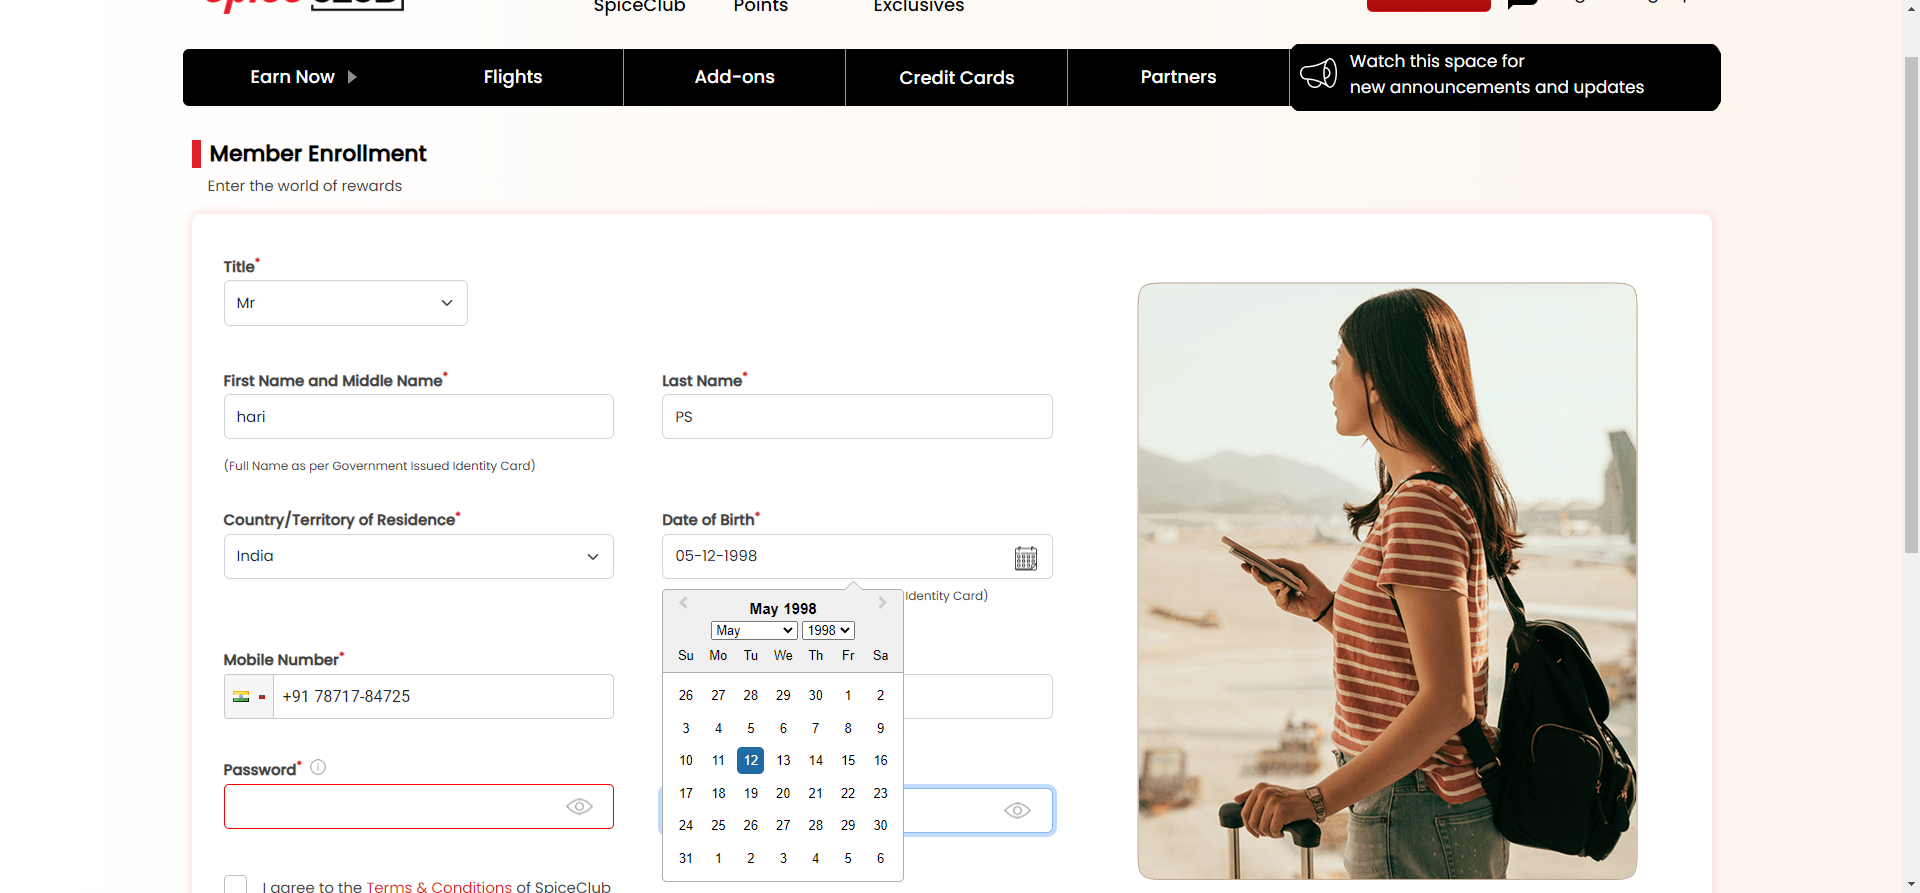 spice CLUB
SpiceClub
Points
Exclusives
Earn Now
Flights
Add-ons
Credit Cards
Partners
Watch this space for
new announcements and updates
Member Enrollment
Enter the world of rewards
Title*
Mr
First Name and Middle Name*
Last Name*
hari
PS
(Full Name as per Government Issued Identity Card)
Country/Territory of Residence*
Date of Birth*
India
05-12-1998
Identity Card)
May 1998
May
1998
Su Mo Tu We Th Fr Sa
26 27 28 29 30 1 2
3 4 5 6 7 8 9
10 11 12 13 14 15 16
17 18 19 20 21 22 23
24 25 26 27 28 29 30
31 1 2 3 4 5 6
Mobile Number*
+91 78717-84725
Password*
I agree to the Terms & Conditions of SpiceClub